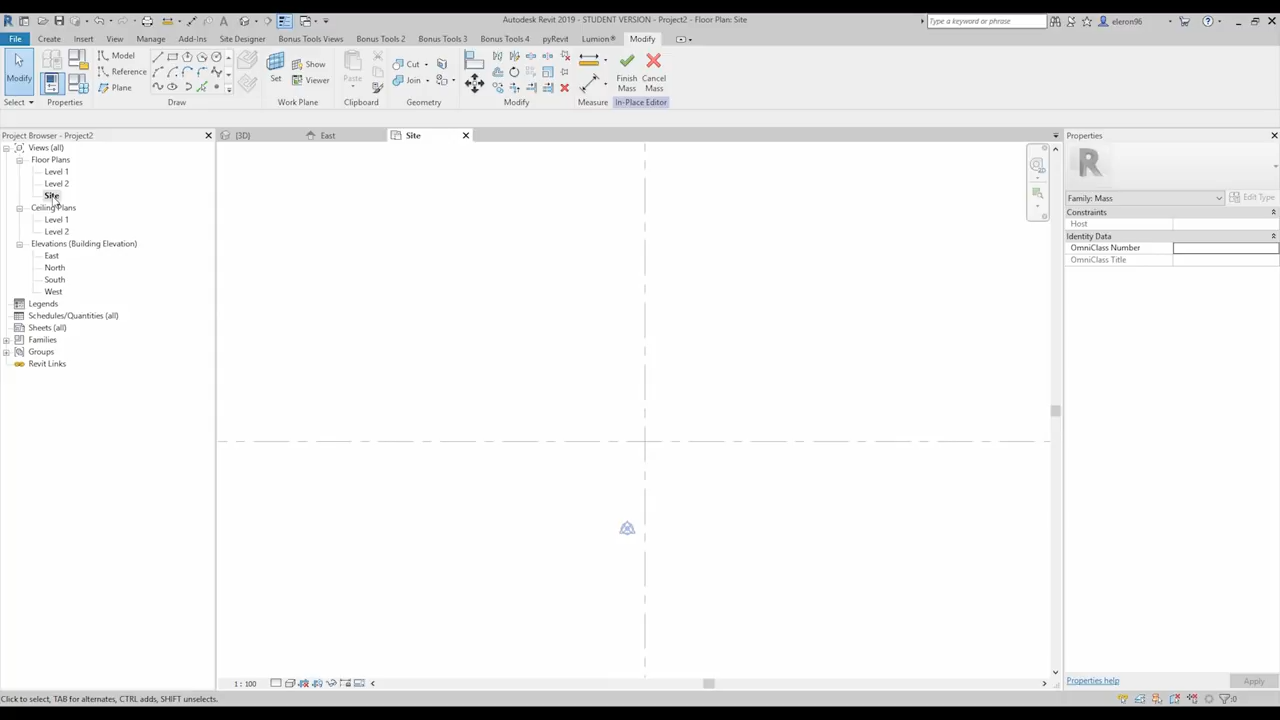 Autodesk Revit 2019 - STUDENT VERSION - Project2 - Floor Plan: Site
Type a keyword or phrase
eleron96
File Create Insert View Manage Add-Ins Site Designer Bonus Tools Views Bonus Tools 2 Bonus Tools 3 Bonus Tools 4 pyRevit Lumion® Modify
Modify
Model
Reference
Plane
Set
Show
Viewer
Paste
Cut
Join
Finish Mass
Cancel Mass
Select Properties Draw Work Plane Clipboard Geometry Modify Measure In-Place Editor
Project Browser - Project2
Views (all)
Floor Plans
Level 1
Level 2
Site
Ceiling Plans
Level 1
Level 2
Elevations (Building Elevation)
East
North
South
West
Legends
Schedules/Quantities (all)
Sheets (all)
Families
Groups
Revit Links
{3D}
East
Site
Properties
Family: Mass
Edit Type
Constraints
Host
Identity Data
OmniClass Number
OmniClass Title
Properties help
Apply
1 : 100
Click to select, TAB for alternates, CTRL adds, SHIFT unselects.
:0